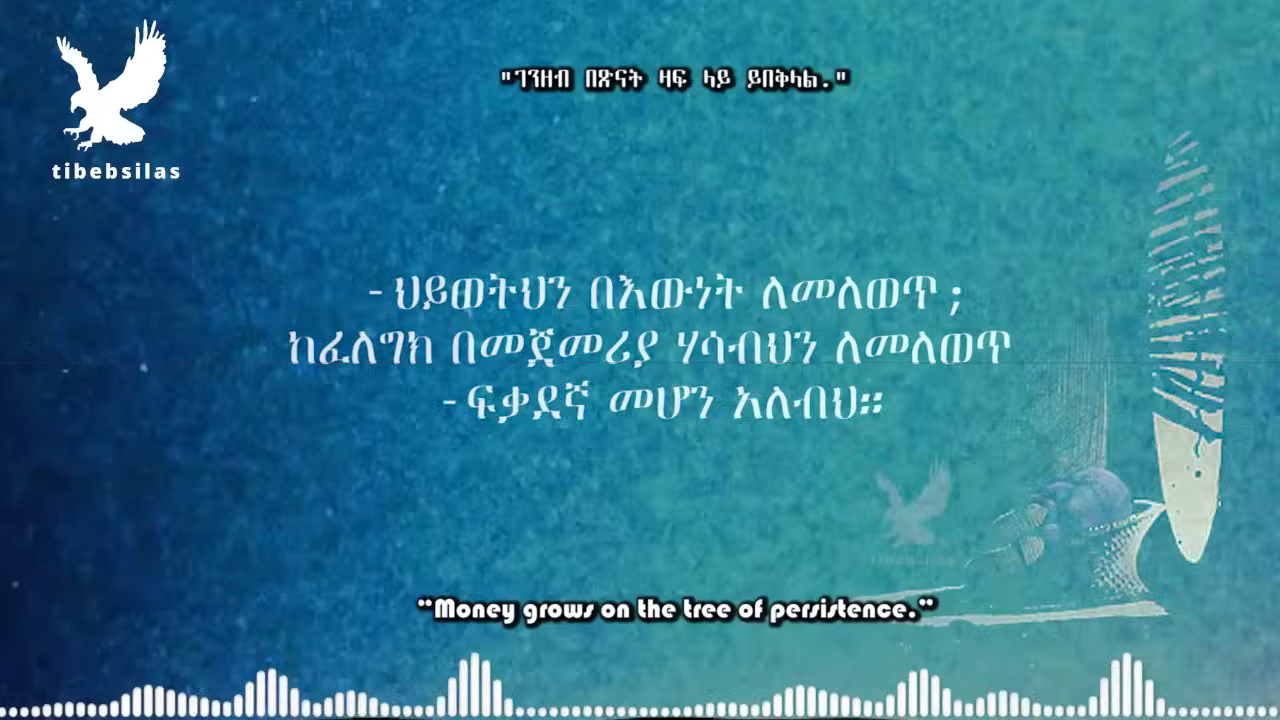 tibebsilas
"ገንዘብ በጽናት ዛፍ ላይ ይበቅላል."
- ህይወትህን በእውነት ለመለወጥ ;
ከፈለግክ በመጀመሪያ ሃሳብህን ለመለወጥ
- ፍቃደኛ መሆን አለብህ።
“Money grows on the tree of persistence.”